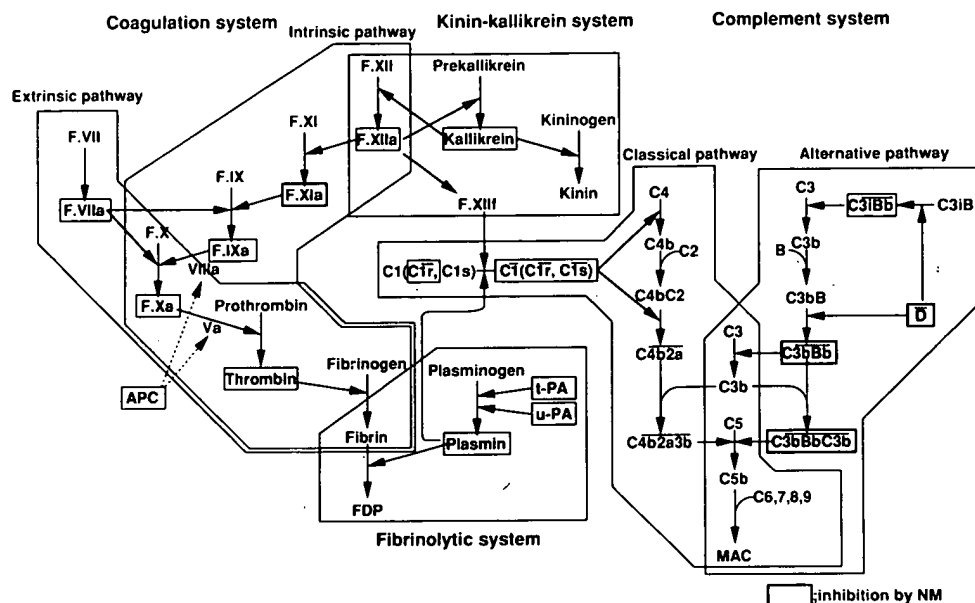 Coagulation system
Kinin-kallikrein system
Complement system
Intrinsic pathway
Extrinsic pathway
F.XII
Prekallikrein
F.VII
F.XI
F.XIIa
Kallikrein
Kininogen
Classical pathway
Alternative pathway
F.IX
F.XIa
Kinin
C4
C3
C3iBb
C3iB
F.VIIa
F.XIIf
F.X
F.IXa
VIIIa
C4b
C2
C3b
B
C1(C1r, C1s)
C1(C1r, C1s)
C4bC2
C3bB
D
F.Xa
Va
Prothrombin
C3
C4b2a
C3bBb
Fibrinogen
Plasminogen
APC
Thrombin
t-PA
u-PA
C3b
Fibrin
Plasmin
C4b2a3b
C5
C3bBbC3b
C5b
C6,7,8,9
FDP
MAC
Fibrinolytic system
;inhibition by NM